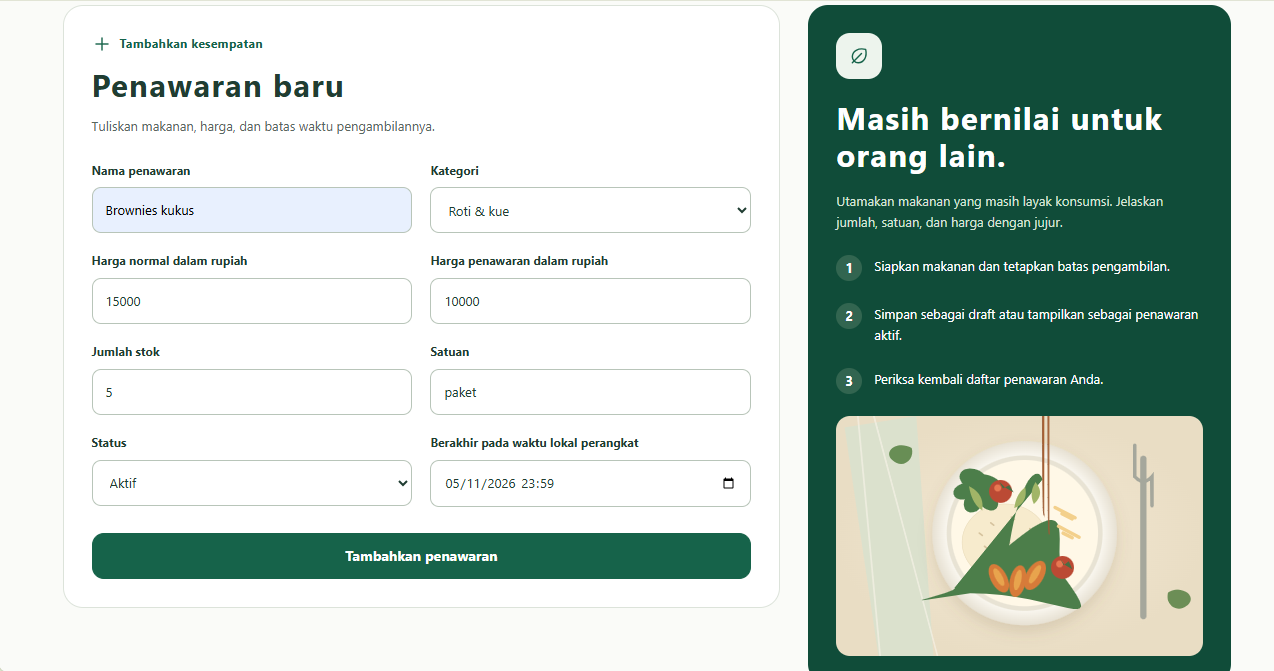 Tambahkan kesempatan
Penawaran baru
Tuliskan makanan, harga, dan batas waktu pengambilannya.
Nama penawaran
Brownies kukus
Kategori
Roti & kue
Harga normal dalam rupiah
15000
Harga penawaran dalam rupiah
10000
Jumlah stok
5
Satuan
paket
Status
Aktif
Berakhir pada waktu lokal perangkat
05/11/2026 23:59
Tambahkan penawaran
Masih bernilai untuk
orang lain.
Utamakan makanan yang masih layak konsumsi. Jelaskan
jumlah, satuan, dan harga dengan jujur.
1 Siapkan makanan dan tetapkan batas pengambilan.
2 Simpan sebagai draft atau tampilkan sebagai penawaran
aktif.
3 Periksa kembali daftar penawaran Anda.